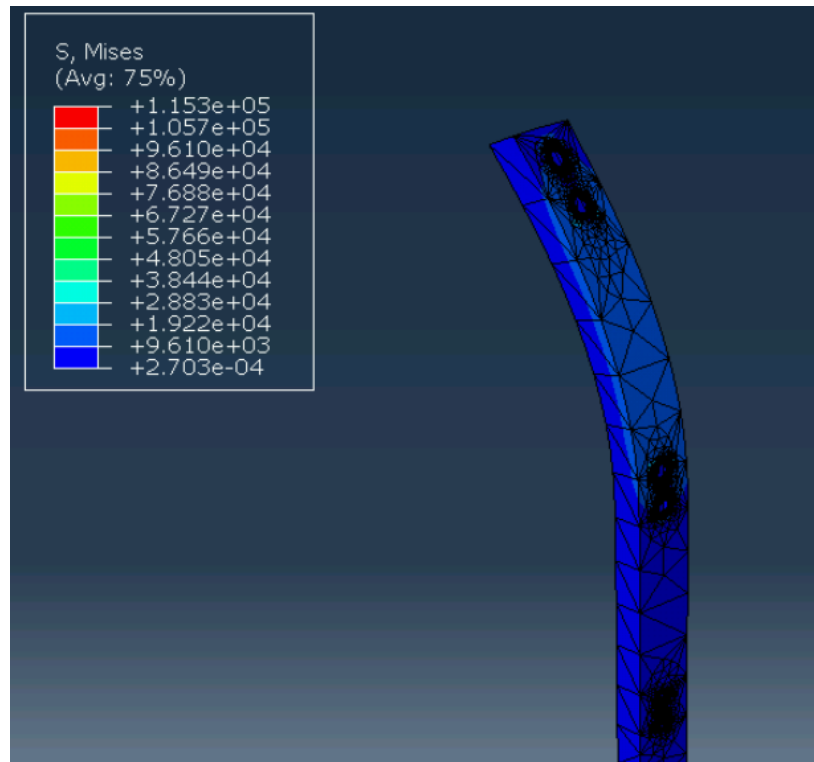 S, Mises
(Avg: 75%)
+1.153e+05
+1.057e+05
+9.610e+04
+8.649e+04
+7.688e+04
+6.727e+04
+5.766e+04
+4.805e+04
+3.844e+04
+2.883e+04
+1.922e+04
+9.610e+03
+2.703e-04